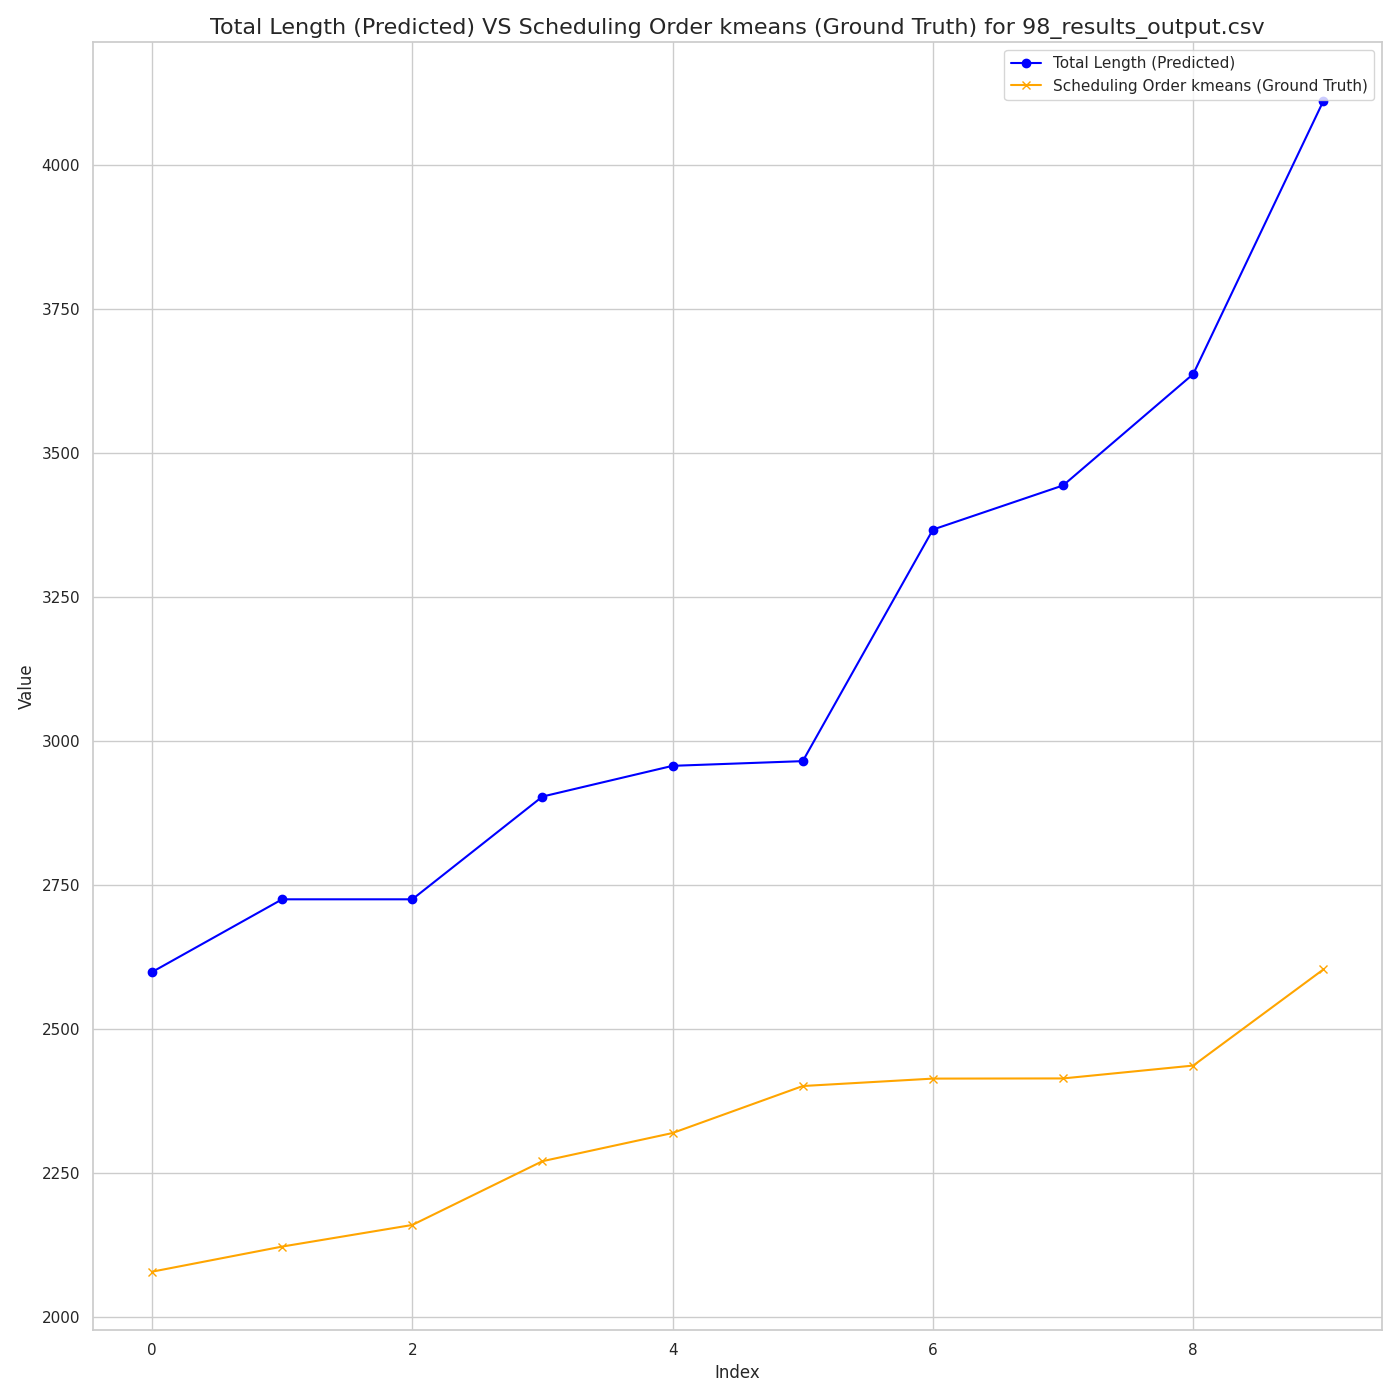 Total Length (Predicted) VS Scheduling Order kmeans (Ground Truth) for 98_results_output.csv
Total Length (Predicted)
Scheduling Order kmeans (Ground Truth)
4000
3750
3500
3250
3000
2750
2500
2250
2000
Value
0 2 4 6 8
Index